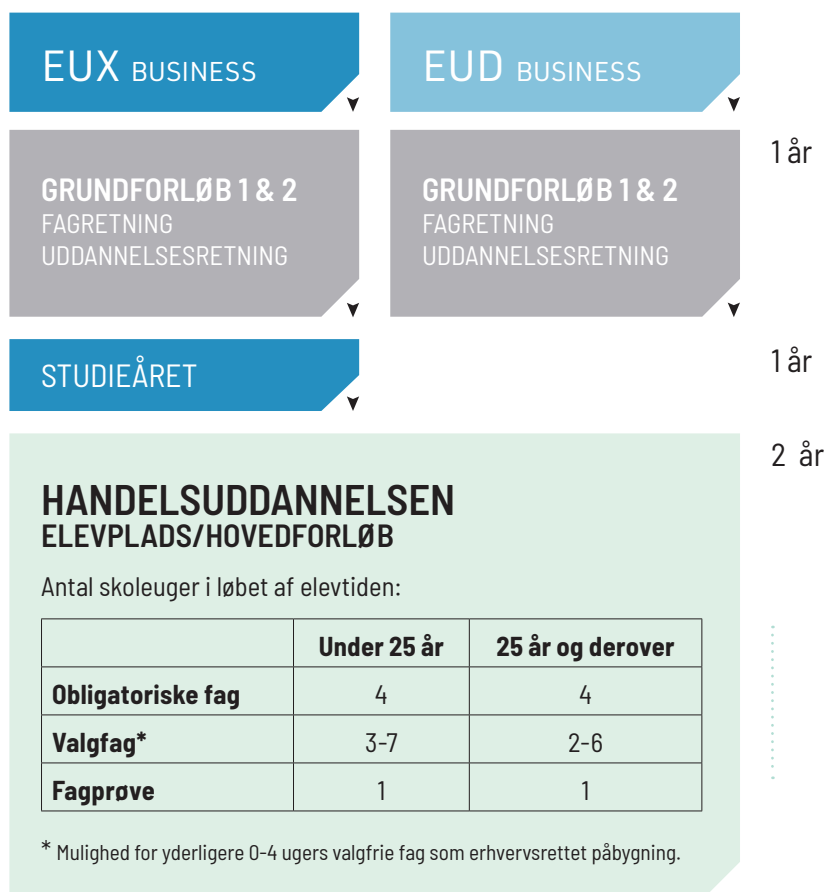 EUX BUSINESS
EUD BUSINESS
GRUNDFORLØB 1 & 2
FAGRETNING
UDDANNELSESRETNING
GRUNDFORLØB 1 & 2
FAGRETNING
UDDANNELSESRETNING
1 år
STUDIEÅRET
1 år
2 år
HANDELSUDDANNELSEN
ELEVPLADS/HOVEDFORLØB
Antal skoleuger i løbet af elevtiden:
Under 25 år 25 år og derover
Obligatoriske fag 4 4
Valgfag* 3-7 2-6
Fagprøve 1 1
* Mulighed for yderligere 0-4 ugers valgfrie fag som erhvervsrettet påbygning.